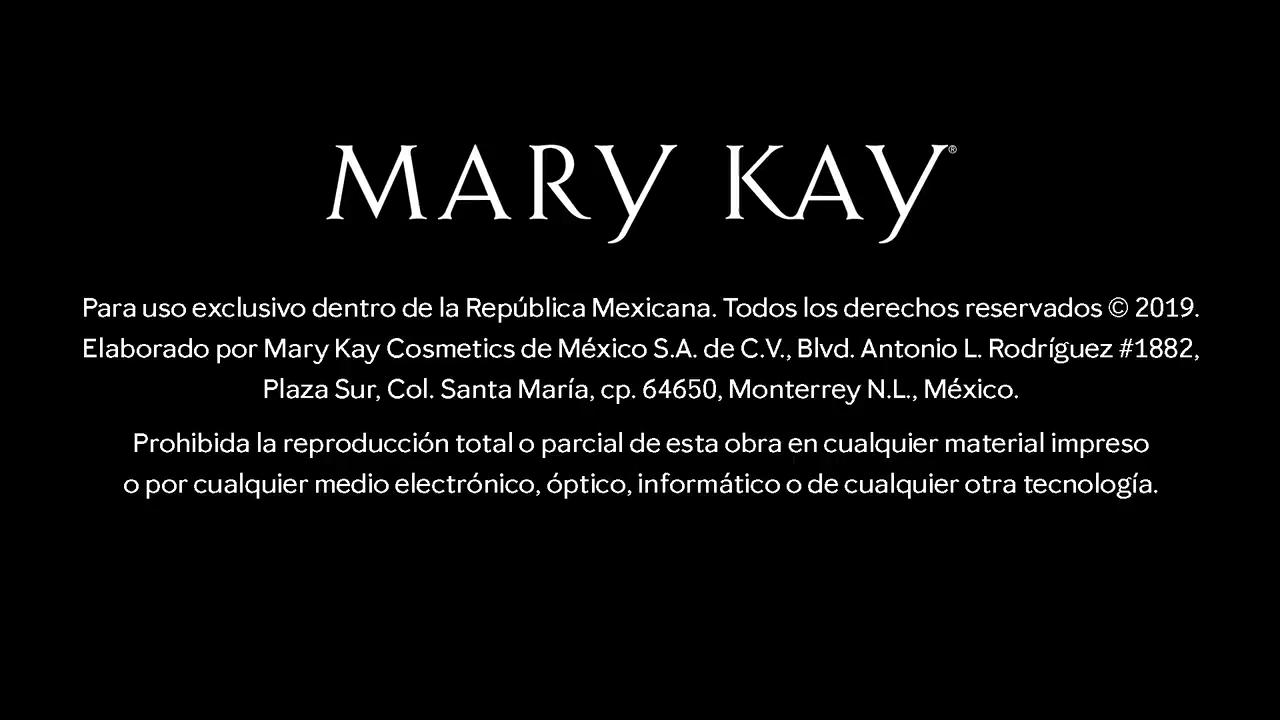 MARY KAY®
Para uso exclusivo dentro de la República Mexicana. Todos los derechos reservados © 2019.
Elaborado por Mary Kay Cosmetics de México S.A. de C.V., Blvd. Antonio L. Rodríguez #1882,
Plaza Sur, Col. Santa María, cp. 64650, Monterrey N.L., México.
Prohibida la reproducción total o parcial de esta obra en cualquier material impreso
o por cualquier medio electrónico, óptico, informático o de cualquier otra tecnología.